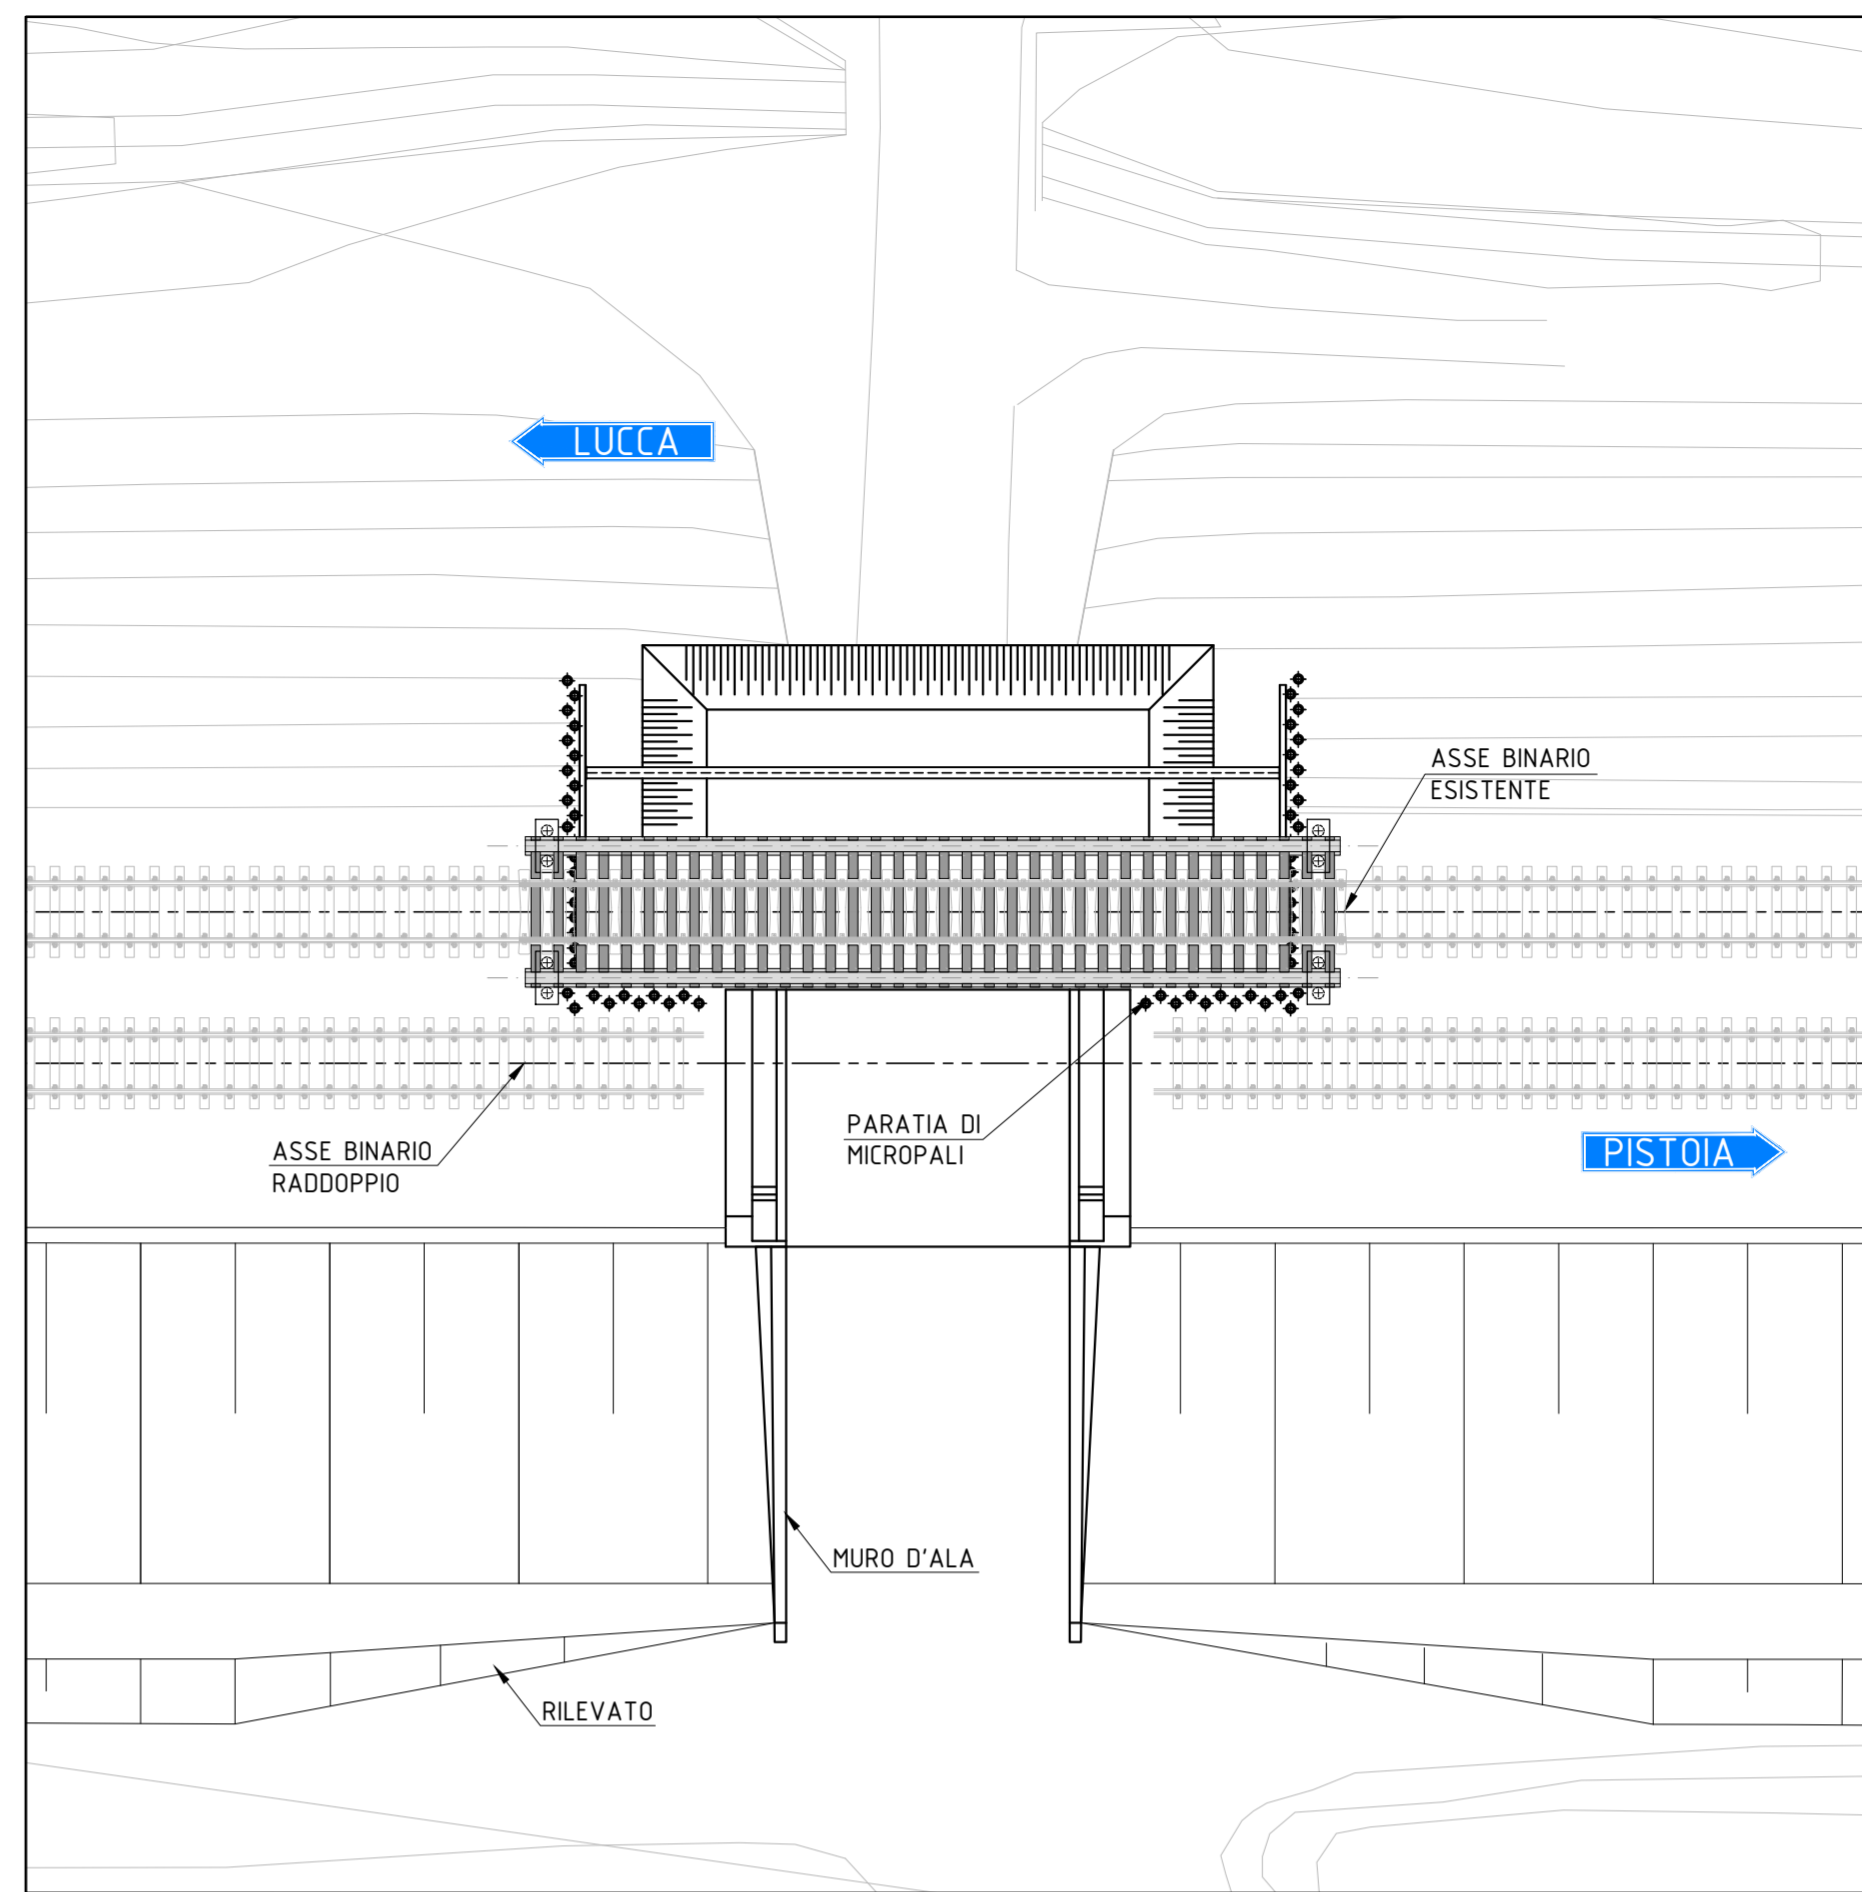 LUCCA
ASSE BINARIO
ESISTENTE
PARATIA DI
MICROPALI
ASSE BINARIO
RADDOPPIO
PISTOIA
MURO D'ALA
RILEVATO